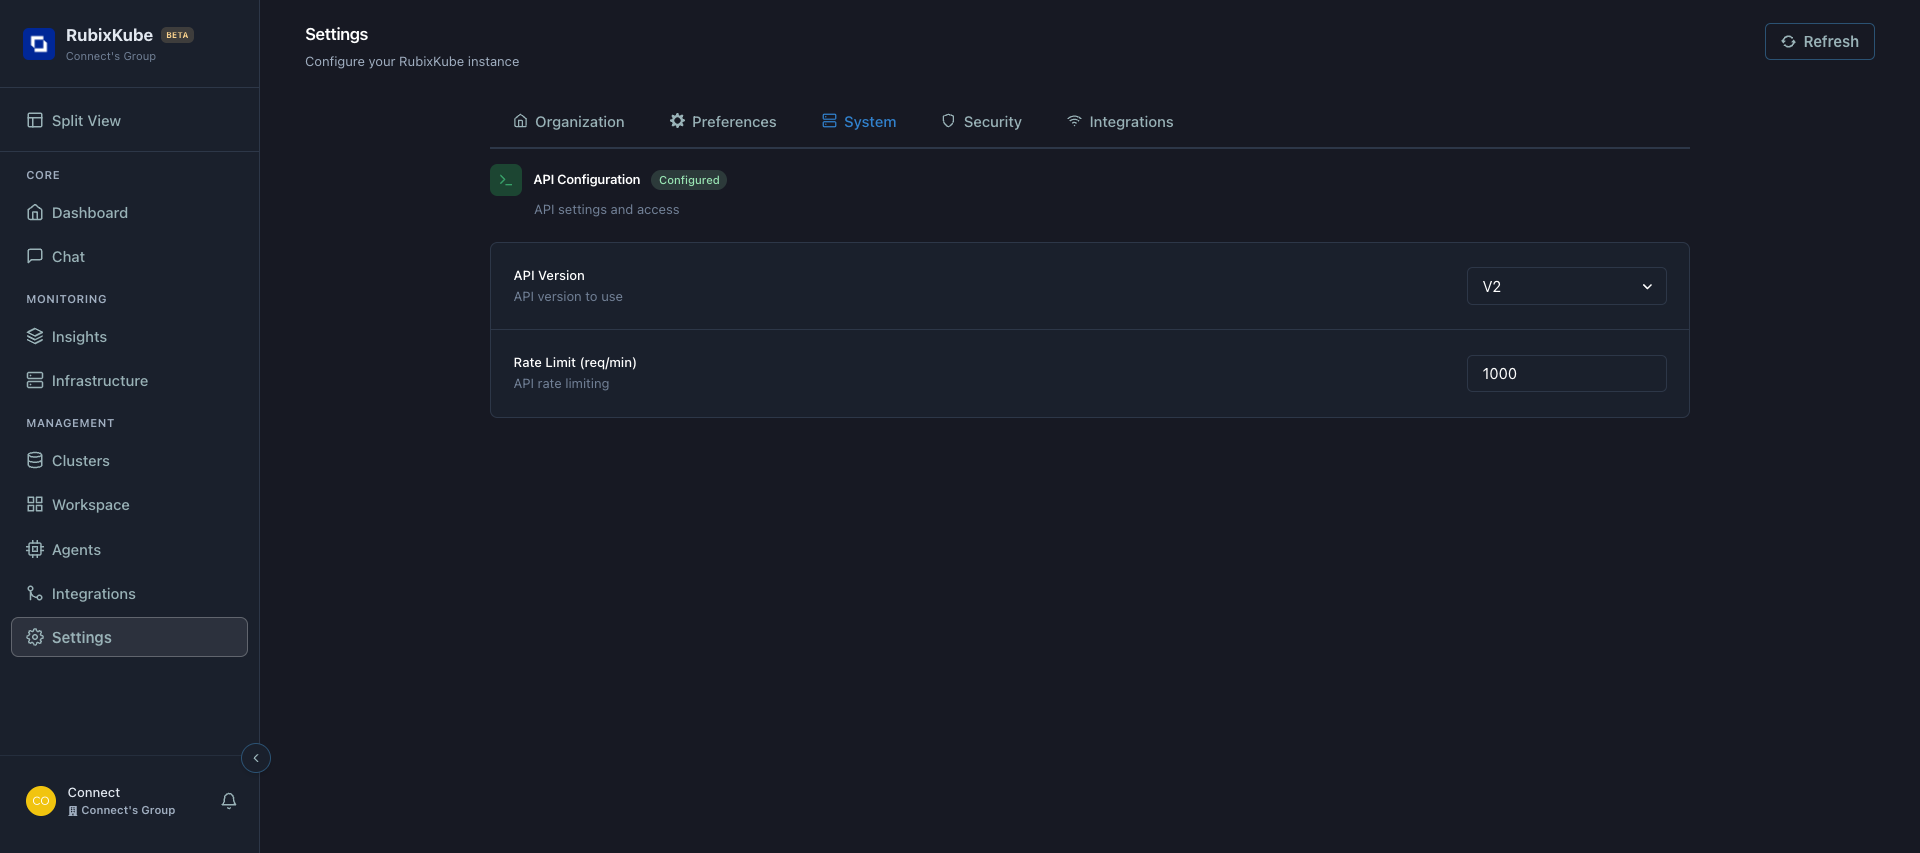 RubixKube BETA
Connect's Group
Split View
CORE
Dashboard
Chat
MONITORING
Insights
Infrastructure
MANAGEMENT
Clusters
Workspace
Agents
Integrations
Settings
CO
Connect
Connect's Group
Settings
Configure your RubixKube instance
Refresh
Organization Preferences System Security Integrations
API Configuration Configured
API settings and access
API Version
API version to use
V2
Rate Limit (req/min)
API rate limiting
1000